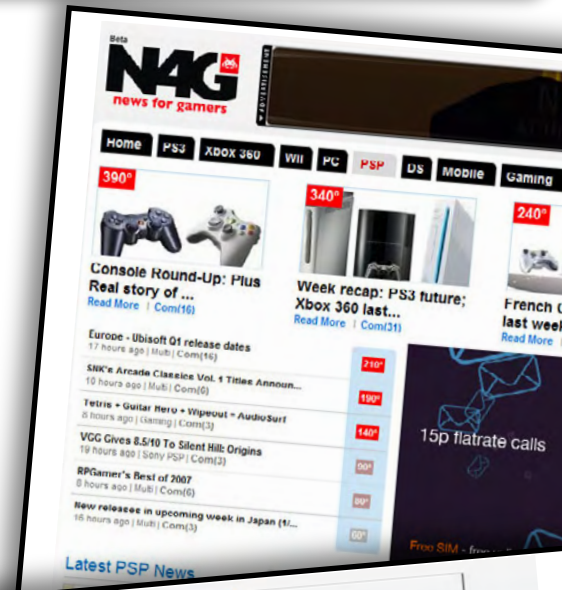 Beta
N4G
news for gamers
ADVERTISEMENT
Home PS3 Xbox 360 Wii PC PSP DS Mobile Gaming
390°
340°
240°
Console Round-Up: Plus
Real story of ...
Read More | Com(16)
Week recap: PS3 future;
Xbox 360 last...
Read More | Com(31)
French
last week
Read More
Europe - Ubisoft Q1 release dates
17 hours ago | Multi | Com(16)
210°
SNK's Arcade Classics Vol. 1 Titles Announ...
10 hours ago | Multi | Com(0)
190°
Tetris + Guitar Hero + Wipeout = AudioSurf
8 hours ago | Gaming | Com(3)
140°
VGG Gives 8.5/10 To Silent Hill: Origins
19 hours ago | Sony PSP | Com(3)
90°
RPGamer's Best of 2007
8 hours ago | Multi | Com(6)
80°
New releases in upcoming week in Japan (1/...
16 hours ago | Multi | Com(3)
60°
15p flatrate calls
Free SIM -
Latest PSP News